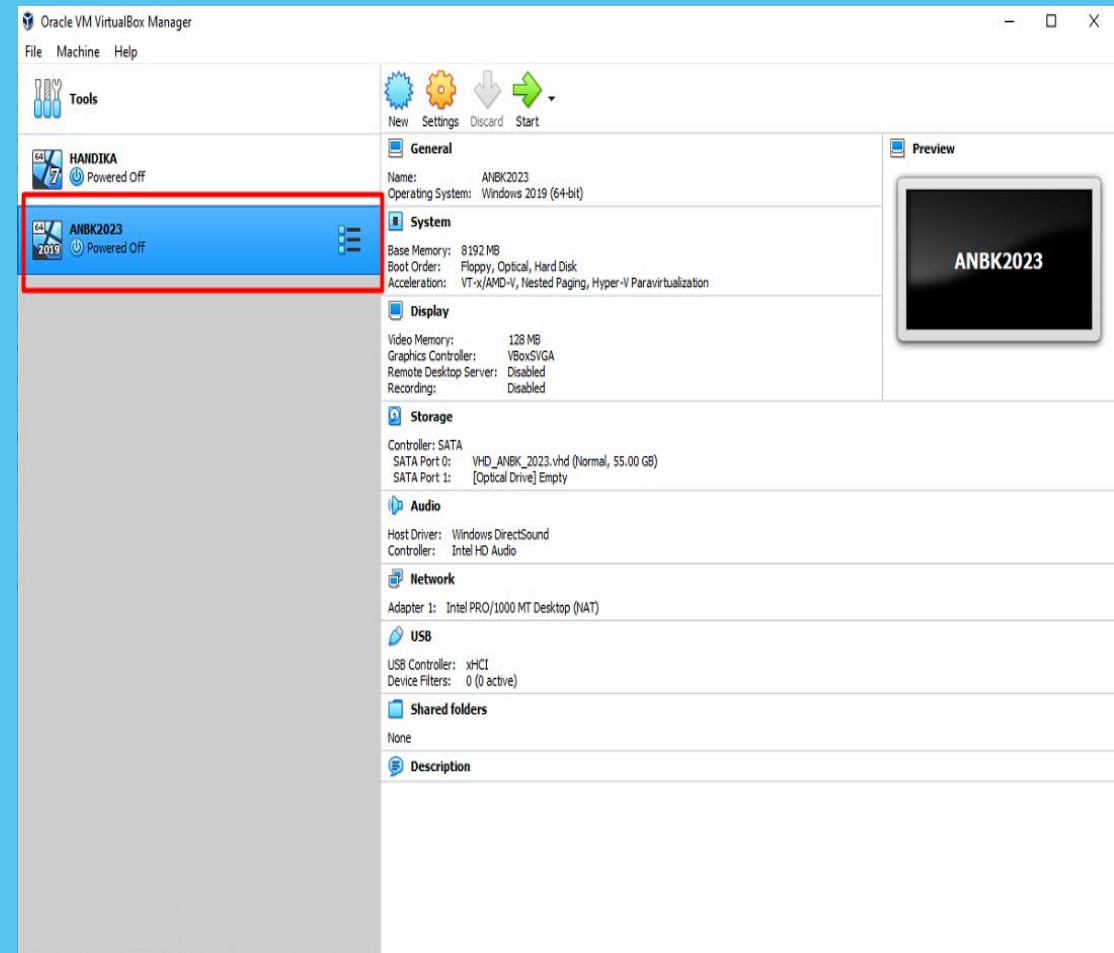 Oracle VM VirtualBox Manager
File Machine Help
Tools
64
7
HANDIKA
Powered Off
64
2019
ANBK2023
Powered Off
New Settings Discard Start
General
Name: ANBK2023
Operating System: Windows 2019 (64-bit)
System
Base Memory: 8192 MB
Boot Order: Floppy, Optical, Hard Disk
Acceleration: VT-x/AMD-V, Nested Paging, Hyper-V Paravirtualization
Display
Video Memory: 128 MB
Graphics Controller: VBoxSVGA
Remote Desktop Server: Disabled
Recording: Disabled
Storage
Controller: SATA
SATA Port 0: VHD_ANBK_2023.vhd (Normal, 55.00 GB)
SATA Port 1: [Optical Drive] Empty
Audio
Host Driver: Windows DirectSound
Controller: Intel HD Audio
Network
Adapter 1: Intel PRO/1000 MT Desktop (NAT)
USB
USB Controller: xHCI
Device Filters: 0 (0 active)
Shared folders
None
Description
Preview
ANBK2023